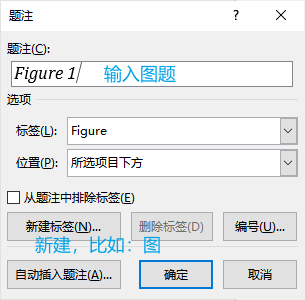 题注
? ×
题注(C):
Figure 1 输入图题
选项
标签(L): Figure
位置(P): 所选项目下方
从题注中排除标签(E)
新建标签(N)... 删除标签(D) 编号(U)...
新建，比如：图
自动插入题注(A)... 确定 取消